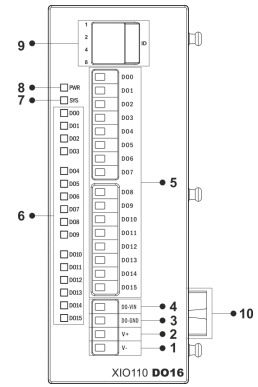 1
2
4
8
ID
9
8
PWR
7
SYS
DO0
DO1
DO2
DO3
DO4
DO5
DO6
DO7
DO8
DO9
DO10
DO11
DO12
DO13
DO14
DO15
6
DO0
DO1
DO2
DO3
DO4
DO5
DO6
DO7
DO8
DO9
DO10
DO11
DO12
DO13
DO14
DO15
5
DO-VIN
4
DO-GND
3
V+
2
V-
1
10
XIO110 DO16